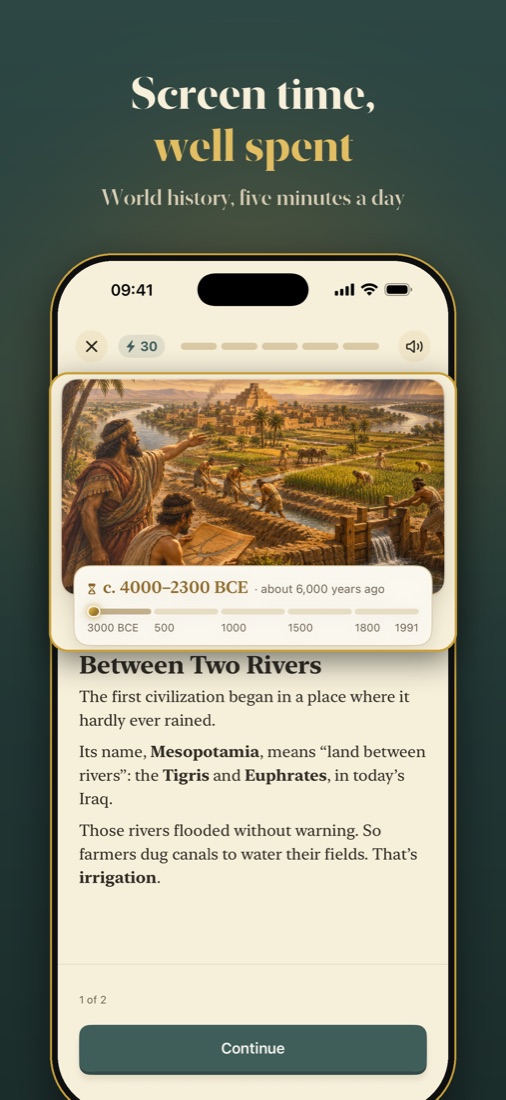 Screen time,
well spent
World history, five minutes a day
09:41
30
c. 4000–2300 BCE · about 6,000 years ago
3000 BCE 500 1000 1500 1800 1991
Between Two Rivers
The first civilization began in a place where it
hardly ever rained.
Its name, Mesopotamia, means “land between
rivers”: the Tigris and Euphrates, in today’s
Iraq.
Those rivers flooded without warning. So
farmers dug canals to water their fields. That’s
irrigation.
1 of 2
Continue